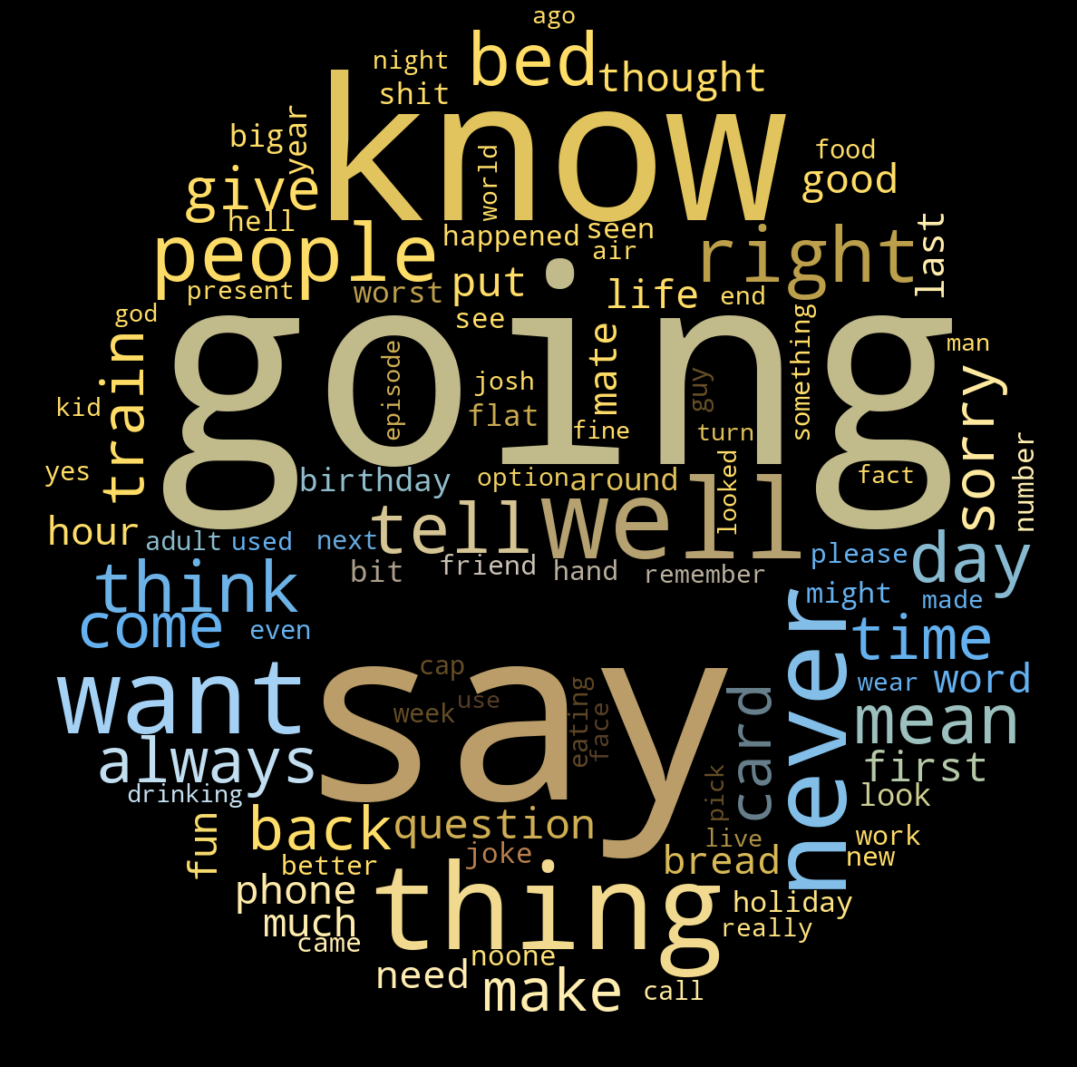 ago
bed
night
thought
shit
know
big
year
world
food
good
give
hell
people
happened
seen
air
right
last
present
worst
put
life
end
god
see
something
going
train
episode
josh
mate
guy
man
kid
flat
fine
turn
sorry
yes
birthday
option
around
looked
fact
number
hour
adult
used
next
tell
well
bit
friend
hand
remember
please
day
think
might
made
come
even
never
time
want
say
cap
week
use
eating
face
card
wear
word
mean
always
drinking
pick
first
look
fun
back
question
joke
live
work
better
bread
new
phone
thing
holiday
much
came
really
noone
need
make
call